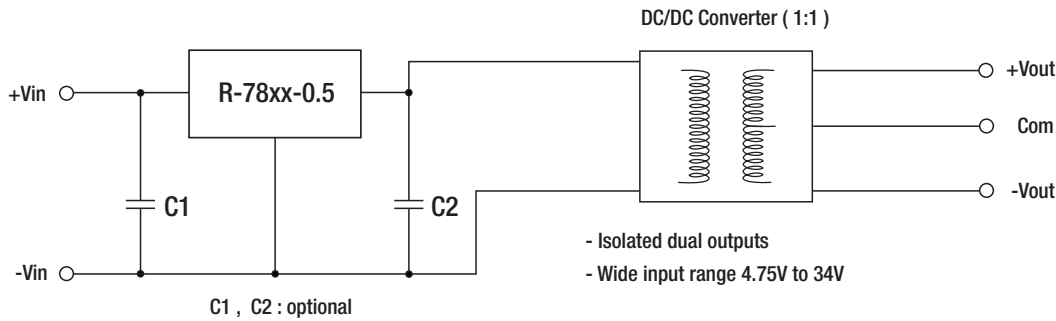 DC/DC Converter ( 1:1 )
+Vin
R-78xx-0.5
+Vout
Com
C1
C2
-Vout
- Isolated dual outputs
-Vin
- Wide input range 4.75V to 34V
C1 , C2 : optional